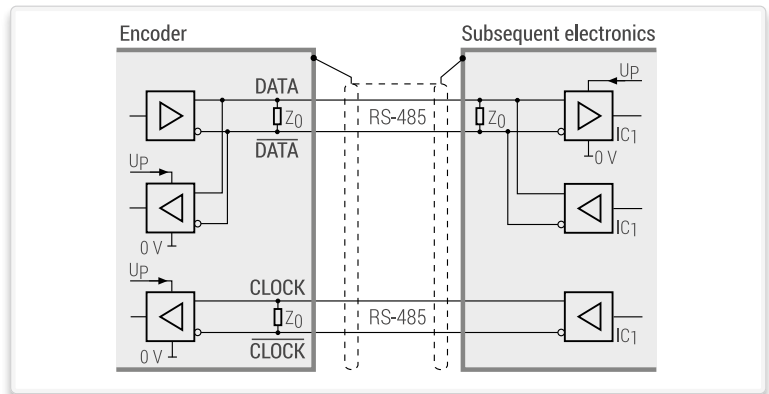 Encoder
Subsequent electronics
DATA
UP
Z0
RS-485
Z0
DATA
IC1
UP
0 V
0 V
IC1
UP
CLOCK
Z0
RS-485
0 V
CLOCK
IC1